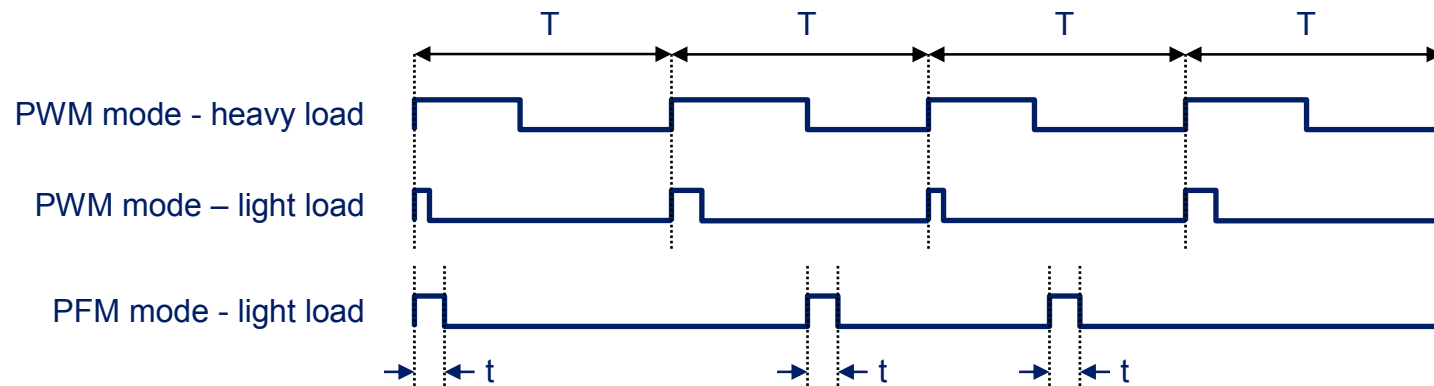 T T T T
PWM mode - heavy load
PWM mode – light load
PFM mode - light load
t t t